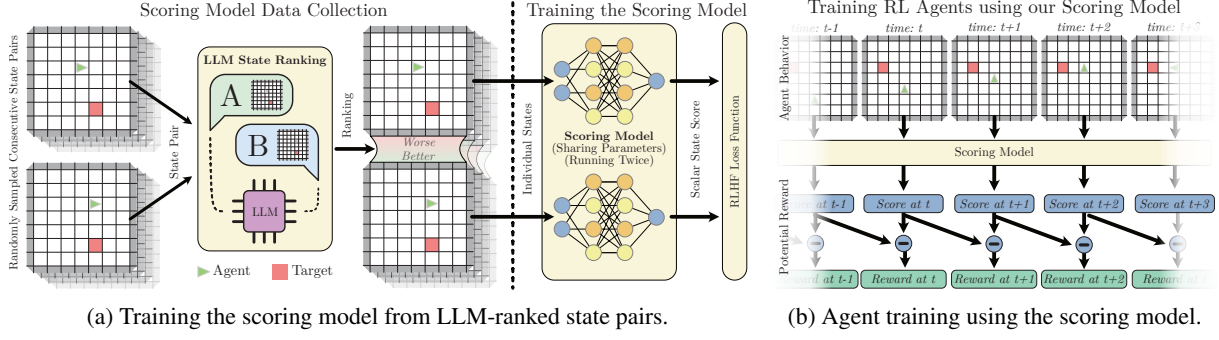 Scoring Model Data Collection
Randomly Sampled Consecutive State Pairs
State Pair
LLM State Ranking
A
B
LLM
Agent
Target
Ranking
Worse
Better
Training the Scoring Model
Individual States
Scoring Model
(Sharing Parameters)
(Running Twice)
Scalar State Score
RLHF Loss Function
(a) Training the scoring model from LLM-ranked state pairs.
Training RL Agents using our Scoring Model
time: t-1
time: t
time: t+1
time: t+2
time: t+3
Agent Behavior
Scoring Model
Potential Reward
Score at t-1
Score at t
Score at t+1
Score at t+2
Score at t+3
Reward at t-1
Reward at t
Reward at t+1
Reward at t+2
Reward at t
(b) Agent training using the scoring model.